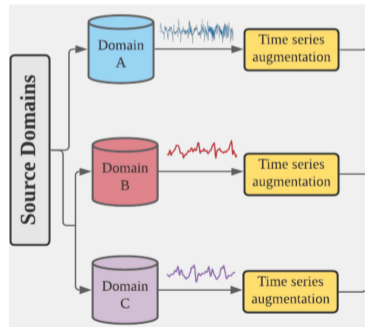 Source Domains
Domain
A
Time series
augmentation
Domain
B
Time series
augmentation
Domain
C
Time series
augmentation